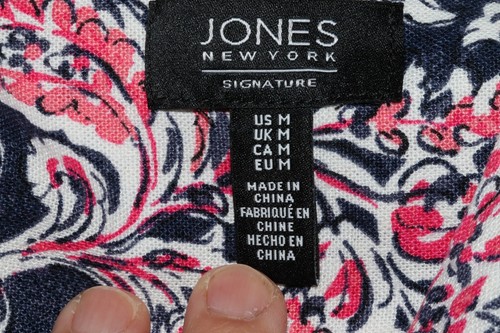 JONES
NEW YORK
SIGNATURE
US M
UK M
CA M
EU M
MADE IN
CHINA
FABRIQUÉ EN
CHINE
HECHO EN
CHINA